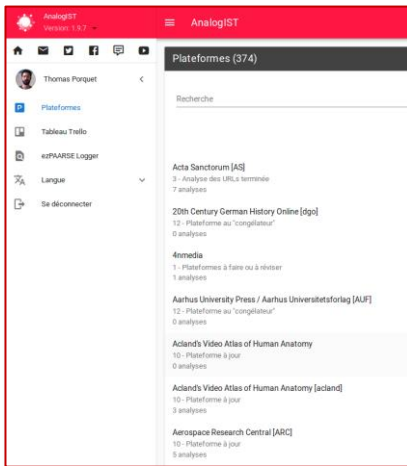 AnalogIST
Version: 1.9.7
Thomas Porquet
Plateformes
Tableau Trello
ezPAARSE Logger
Langue
Se déconnecter
AnalogIST
Plateformes (374)
Recherche
Acta Sanctorum [AS]
3 - Analyse des URLs terminée
7 analyses
20th Century German History Online [dgo]
12 - Plateforme au "congélateur"
0 analyses
4nmedia
1 - Plateformes à faire ou à réviser
1 analyses
Aarhus University Press / Aarhus Universitetsforlag [AUF]
12 - Plateforme au "congélateur"
0 analyses
Acland's Video Atlas of Human Anatomy
10 - Plateforme à jour
0 analyses
Acland's Video Atlas of Human Anatomy [acland]
10 - Plateforme à jour
3 analyses
Aerospace Research Central [ARC]
10 - Plateforme à jour
5 analyses